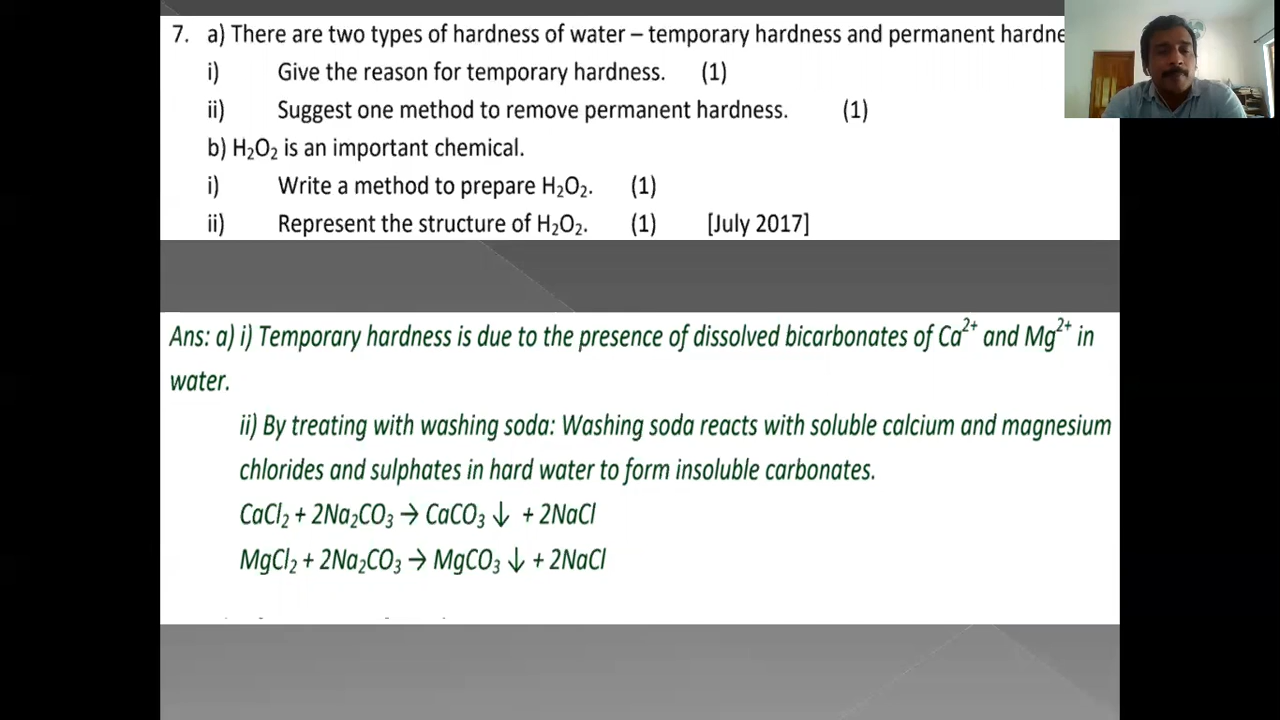 7. a) There are two types of hardness of water – temporary hardness and permanent hardne
i) Give the reason for temporary hardness. (1)
ii) Suggest one method to remove permanent hardness. (1)
b) H₂O₂ is an important chemical.
i) Write a method to prepare H₂O₂. (1)
ii) Represent the structure of H₂O₂. (1) [July 2017]
Ans: a) i) Temporary hardness is due to the presence of dissolved bicarbonates of Ca²⁺ and Mg²⁺ in
water.
ii) By treating with washing soda: Washing soda reacts with soluble calcium and magnesium
chlorides and sulphates in hard water to form insoluble carbonates.
CaCl₂ + 2Na₂CO₃ → CaCO₃ ↓ + 2NaCl
MgCl₂ + 2Na₂CO₃ → MgCO₃ ↓ + 2NaCl